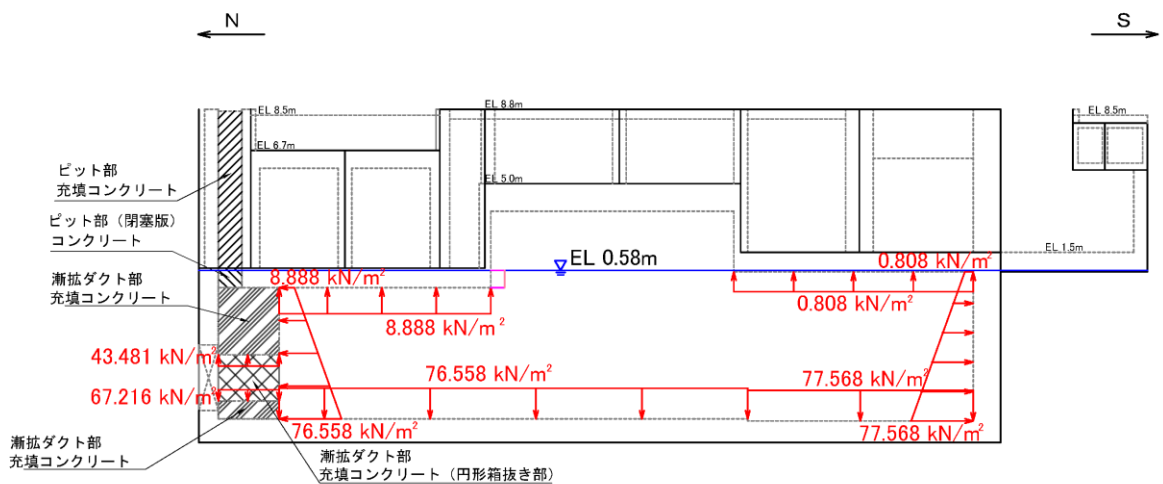 N
S
EL 8.5m
EL 8.8m
EL 8.5m
EL 6.7m
ピット部
充填コンクリート
EL 5.0m
ピット部（閉塞版）
コンクリート
EL 0.58m
EL 1.5m
8.888 kN/m²
0.808 kN/m²
漸拡ダクト部
充填コンクリート
0.808 kN/m²
8.888 kN/m²
43.481 kN/m²
76.558 kN/m²
77.568 kN/m²
67.216 kN/m²
76.558 kN/m²
77.568 kN/m²
漸拡ダクト部
充填コンクリート
漸拡ダクト部
充填コンクリート（円形箱抜き部）